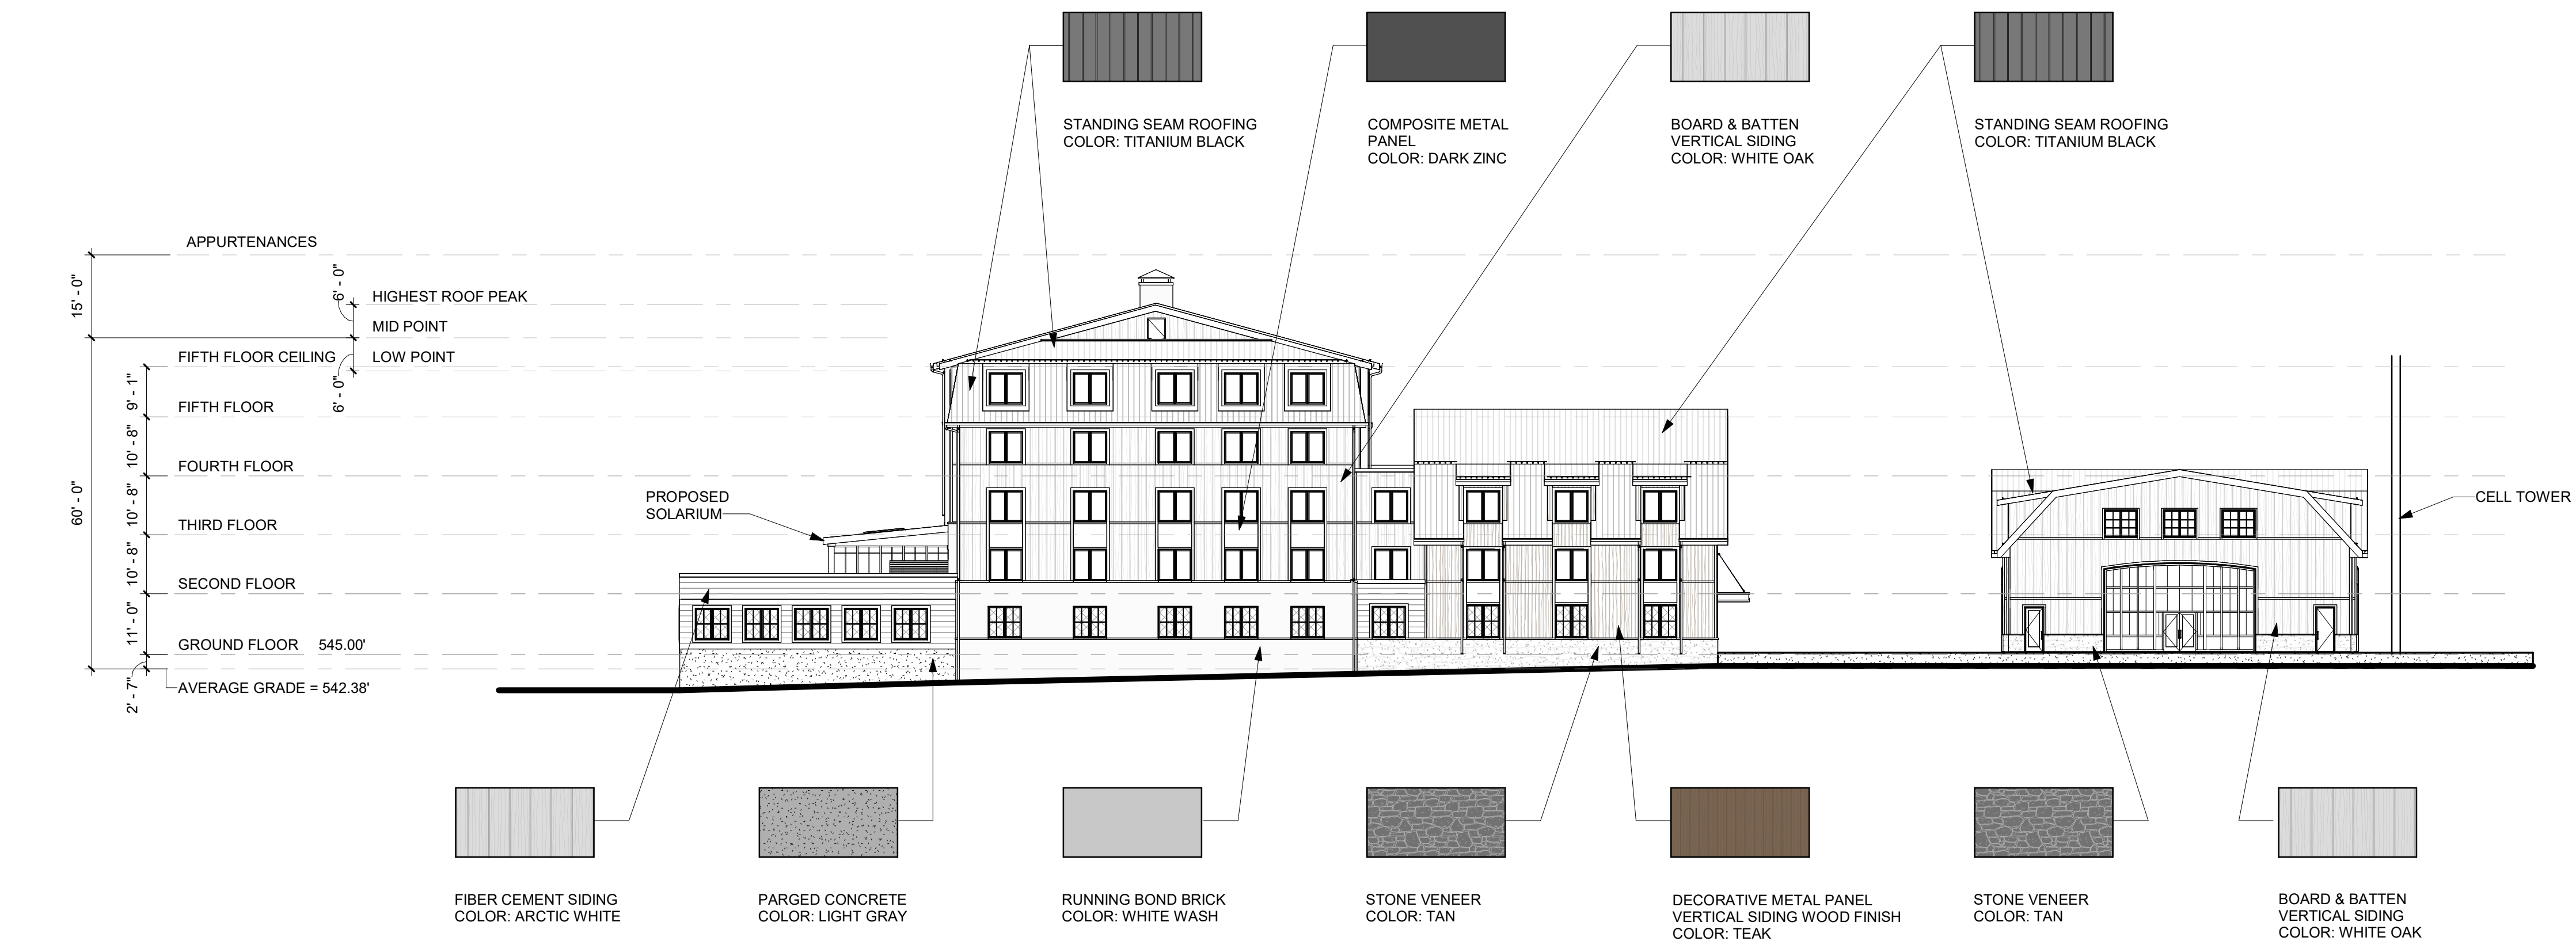 STANDING SEAM ROOFING
COLOR: TITANIUM BLACK
COMPOSITE METAL
PANEL
COLOR: DARK ZINC
BOARD & BATTEN
VERTICAL SIDING
COLOR: WHITE OAK
STANDING SEAM ROOFING
COLOR: TITANIUM BLACK
APPURTENANCES
15' - 0"
6' - 0"
HIGHEST ROOF PEAK
MID POINT
FIFTH FLOOR CEILING
LOW POINT
9' - 1"
6' - 0"
FIFTH FLOOR
10' - 8"
FOURTH FLOOR
60' - 0"
10' - 8"
THIRD FLOOR
10' - 8"
SECOND FLOOR
11' - 0"
GROUND FLOOR 545.00'
2' - 7"
AVERAGE GRADE = 542.38'
PROPOSED
SOLARIUM
CELL TOWER
FIBER CEMENT SIDING
COLOR: ARCTIC WHITE
PARGED CONCRETE
COLOR: LIGHT GRAY
RUNNING BOND BRICK
COLOR: WHITE WASH
STONE VENEER
COLOR: TAN
DECORATIVE METAL PANEL
VERTICAL SIDING WOOD FINISH
COLOR: TEAK
STONE VENEER
COLOR: TAN
BOARD & BATTEN
VERTICAL SIDING
COLOR: WHITE OAK